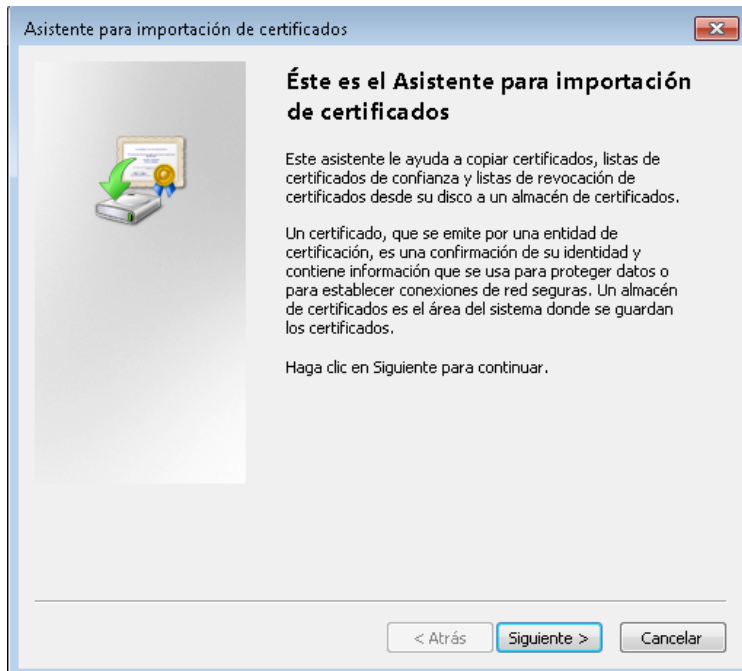 Asistente para importación de certificados
Éste es el Asistente para importación
de certificados
Este asistente le ayuda a copiar certificados, listas de
certificados de confianza y listas de revocación de
certificados desde su disco a un almacén de certificados.
Un certificado, que se emite por una entidad de
certificación, es una confirmación de su identidad y
contiene información que se usa para proteger datos o
para establecer conexiones de red seguras. Un almacén
de certificados es el área del sistema donde se guardan
los certificados.
Haga clic en Siguiente para continuar.
< Atrás
Siguiente >
Cancelar